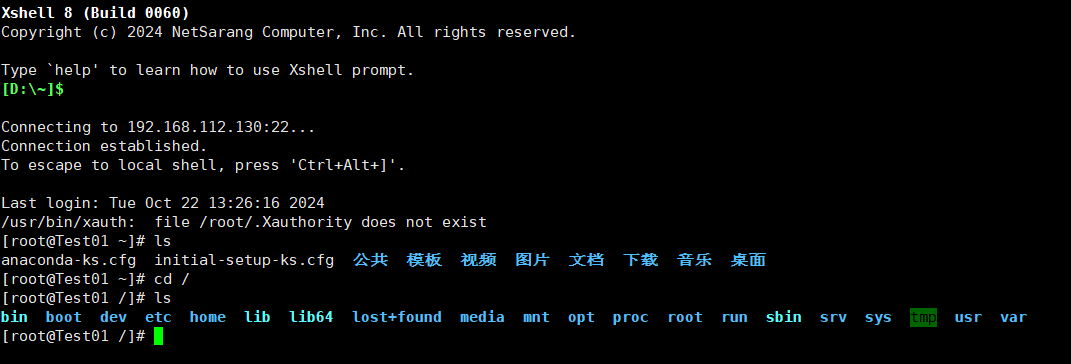 Xshell 8 (Build 0060)
Copyright (c) 2024 NetSarang Computer, Inc. All rights reserved.
Type `help' to learn how to use Xshell prompt.
[D:\~]$
Connecting to 192.168.112.130:22...
Connection established.
To escape to local shell, press 'Ctrl+Alt+]'.
Last login: Tue Oct 22 13:26:16 2024
/usr/bin/xauth:  file /root/.Xauthority does not exist
[root@Test01 ~]# ls
anaconda-ks.cfg  initial-setup-ks.cfg  公共  模板  视频  图片  文档  下载  音乐  桌面
[root@Test01 ~]# cd /
[root@Test01 /]# ls
bin  boot  dev  etc  home  lib  lib64  lost+found  media  mnt  opt  proc  root  run  sbin  srv  sys  tmp  usr  var
[root@Test01 /]#